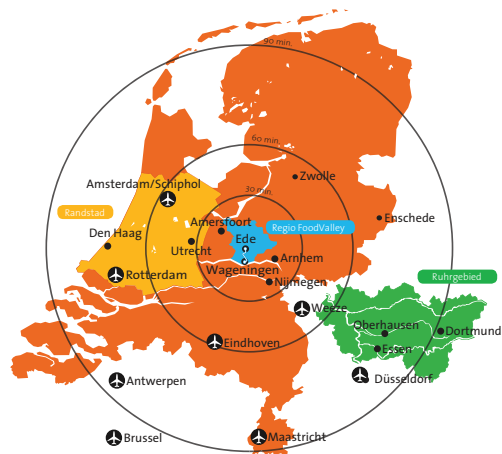 90 min.
60 min.
Zwolle
Amsterdam/Schiphol
30 min.
Randstad
Enschede
Amersfoort
Regio FoodValley
Den Haag
Ede
Utrecht
Arnhem
Wageningen
Rotterdam
Ruhrgebied
Nijmegen
Weeze
Oberhausen
Dortmund
Eindhoven
Essen
Antwerpen
Düsseldorf
Brussel
Maastricht